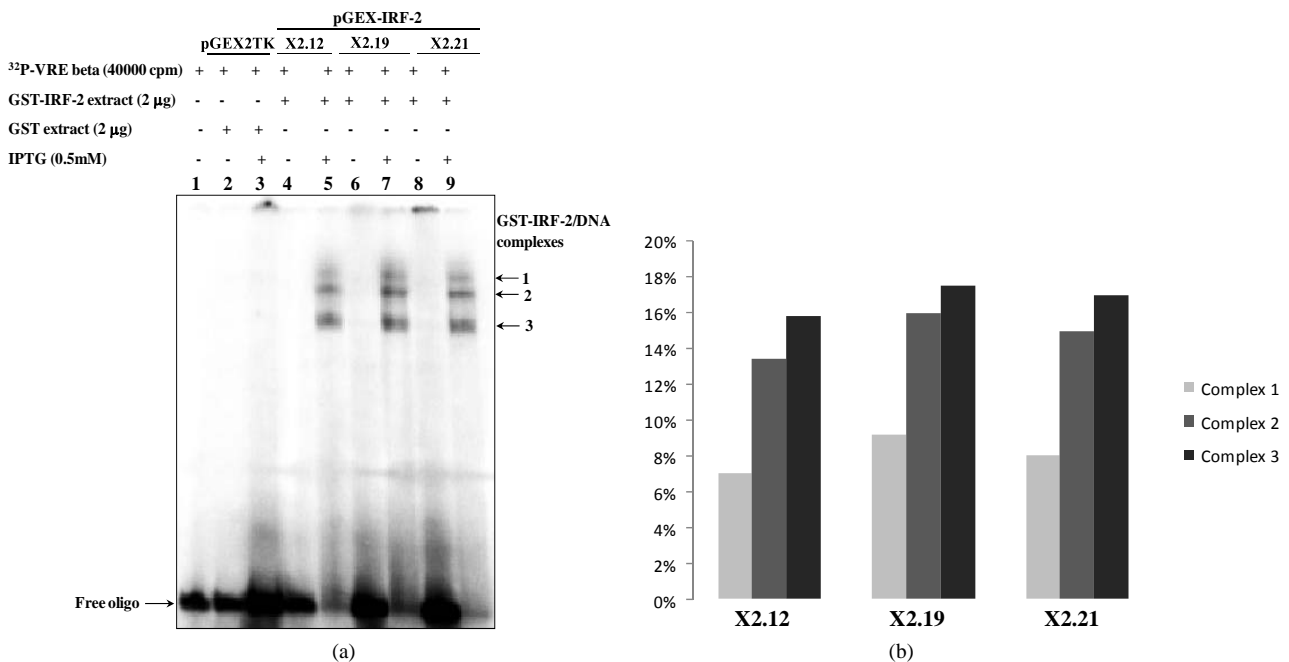 pGEX-IRF-2
pGEX2TK X2.12 X2.19 X2.21
³²P-VRE beta (40000 cpm) + + + + + + + + +
GST-IRF-2 extract (2 µg) - - - + + + + + +
GST extract (2 µg) - + + - - - - - -
IPTG (0.5mM) - - + - + - + - +
1 2 3 4 5 6 7 8 9
GST-IRF-2/DNA
complexes
1
2
3
Free oligo
(a)
20%
18%
16%
14%
12%
10%
8%
6%
4%
2%
0%
X2.12 X2.19 X2.21
Complex 1
Complex 2
Complex 3
(b)